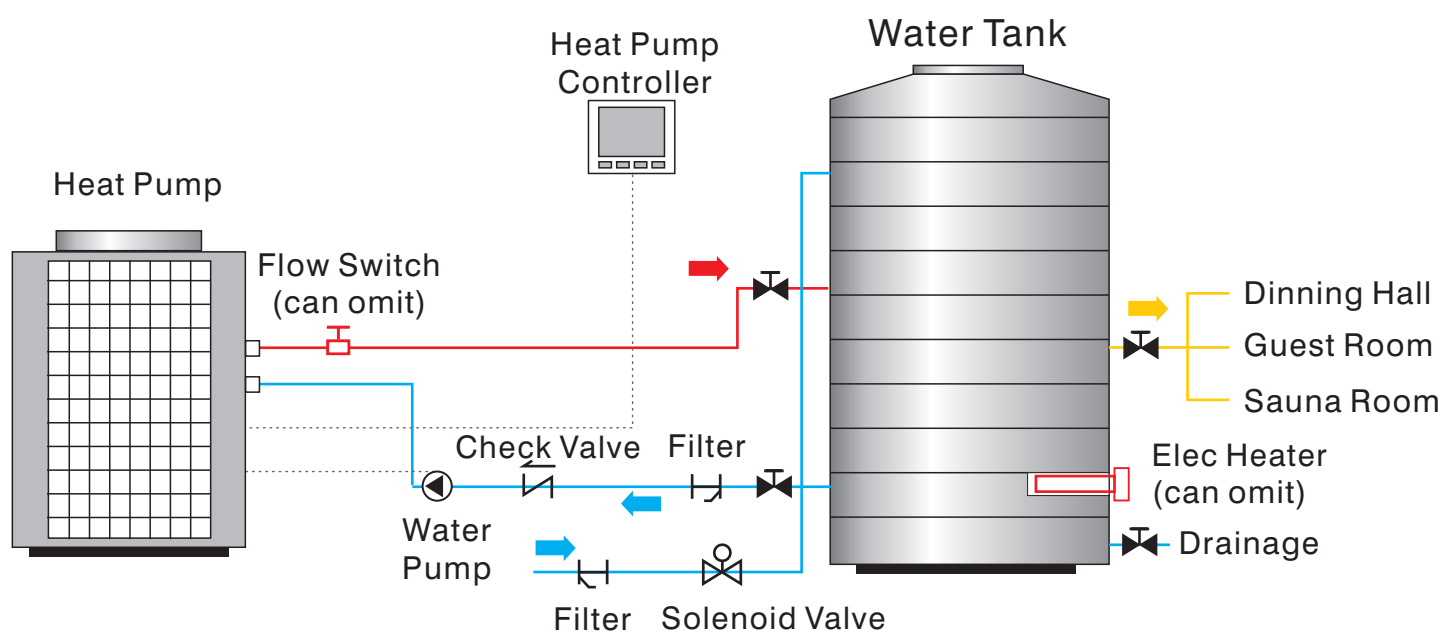 Water Tank
Heat Pump
Controller
Heat Pump
Flow Switch
(can omit)
Dinning Hall
Guest Room
Sauna Room
Check Valve
Filter
Elec Heater
(can omit)
Water
Pump
Drainage
Filter
Solenoid Valve